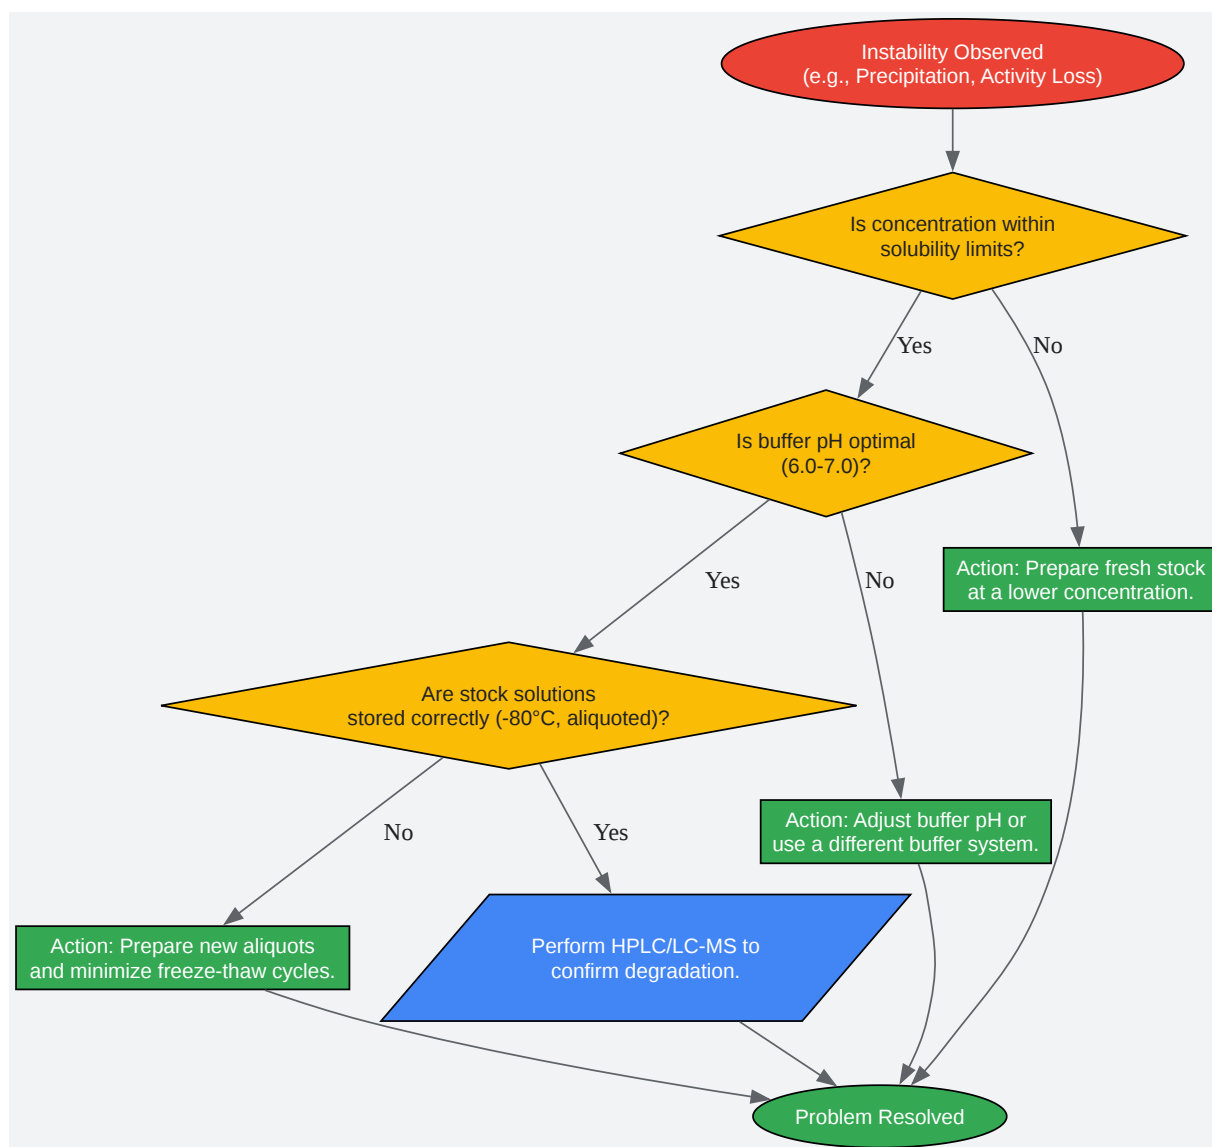 Instability Observed
(e.g., Precipitation, Activity Loss)
Is concentration within
solubility limits?
Yes
No
Is buffer pH optimal
(6.0-7.0)?
Yes
No
Action: Prepare fresh stock
at a lower concentration.
Are stock solutions
stored correctly (-80°C, aliquoted)?
No
Yes
Action: Adjust buffer pH or
use a different buffer system.
Action: Prepare new aliquots
and minimize freeze-thaw cycles.
Perform HPLC/LC-MS to
confirm degradation.
Problem Resolved